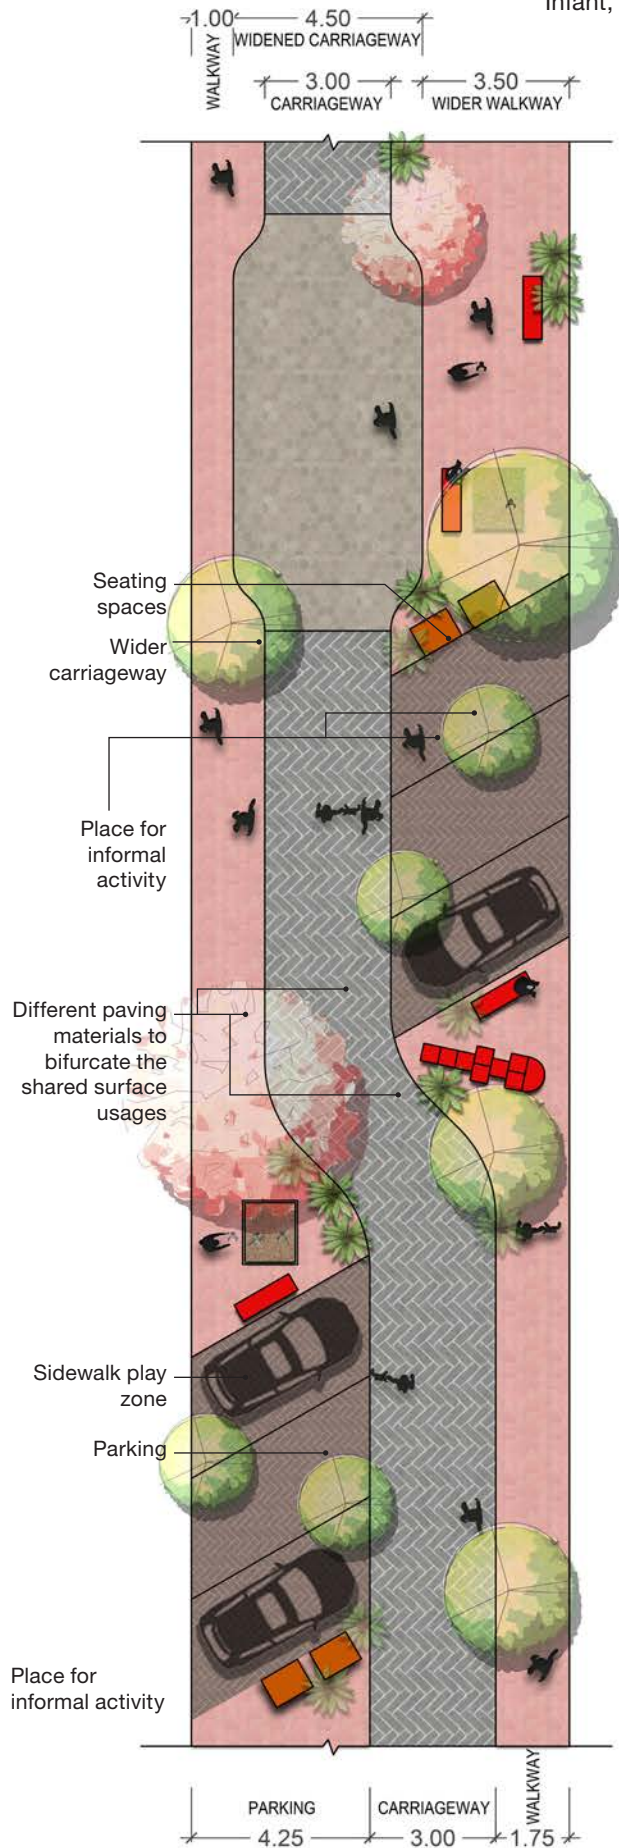 Infant,
1.00
4.50
WALKWAY
WIDENED CARRIAGEWAY
3.00
3.50
CARRIAGEWAY
WIDER WALKWAY
Seating
spaces
Wider
carriageway
Place for
informal
activity
Different paving
materials to
bifurcate the
shared surface
usages
Sidewalk play
zone
Parking
Place for
informal activity
PARKING
CARRIAGEWAY
WALKWAY
4.25
3.00
1.75